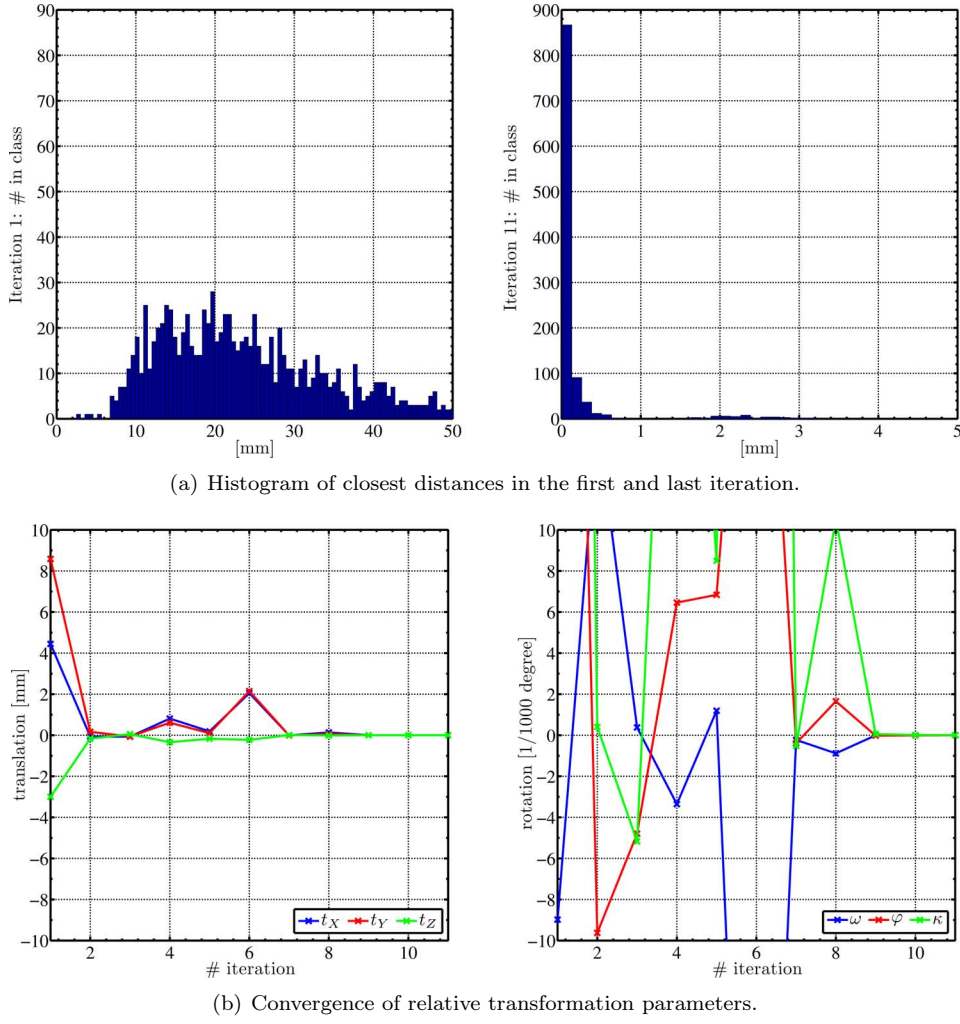 90
80
70
60
50
40
30
20
10
0
Iteration 1: # in class
0 10 20 30 40 50
[mm]
900
800
700
600
500
400
300
200
100
0
Iteration 11: # in class
0 1 2 3 4 5
[mm]
(a) Histogram of closest distances in the first and last iteration.
10
8
6
4
2
0
−2
−4
−6
−8
−10
translation [mm]
2 4 6 8 10
# iteration
t_X t_Y t_Z
10
8
6
4
2
0
−2
−4
−6
−8
−10
rotation [1/1000 degree]
2 4 6 8 10
# iteration
ω φ κ
(b) Convergence of relative transformation parameters.